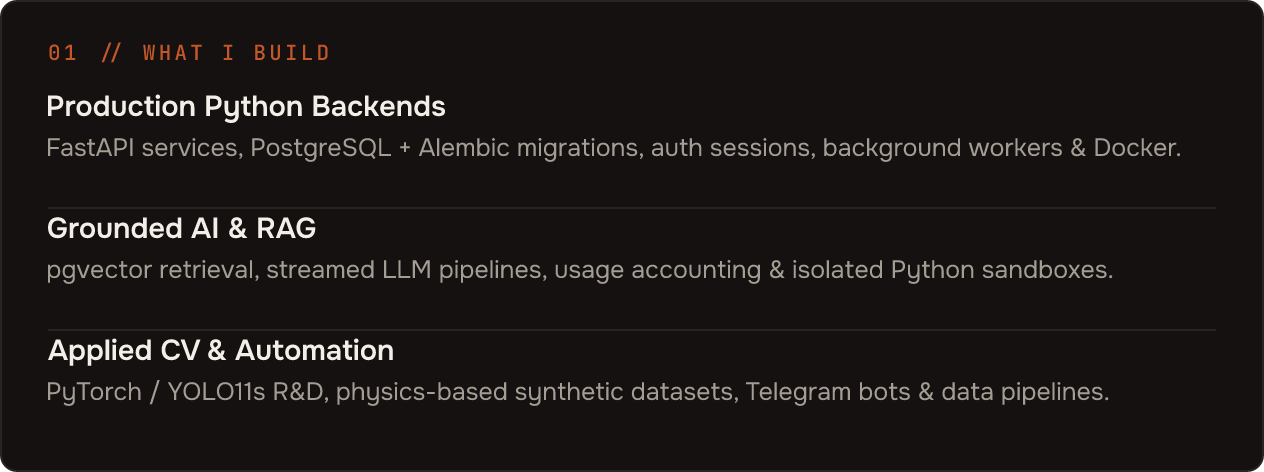 01 // WHAT I BUILD
Production Python Backends
FastAPI services, PostgreSQL + Alembic migrations, auth sessions, background workers & Docker.
Grounded AI & RAG
pgvector retrieval, streamed LLM pipelines, usage accounting & isolated Python sandboxes.
Applied CV & Automation
PyTorch / YOLO11s R&D, physics-based synthetic datasets, Telegram bots & data pipelines.